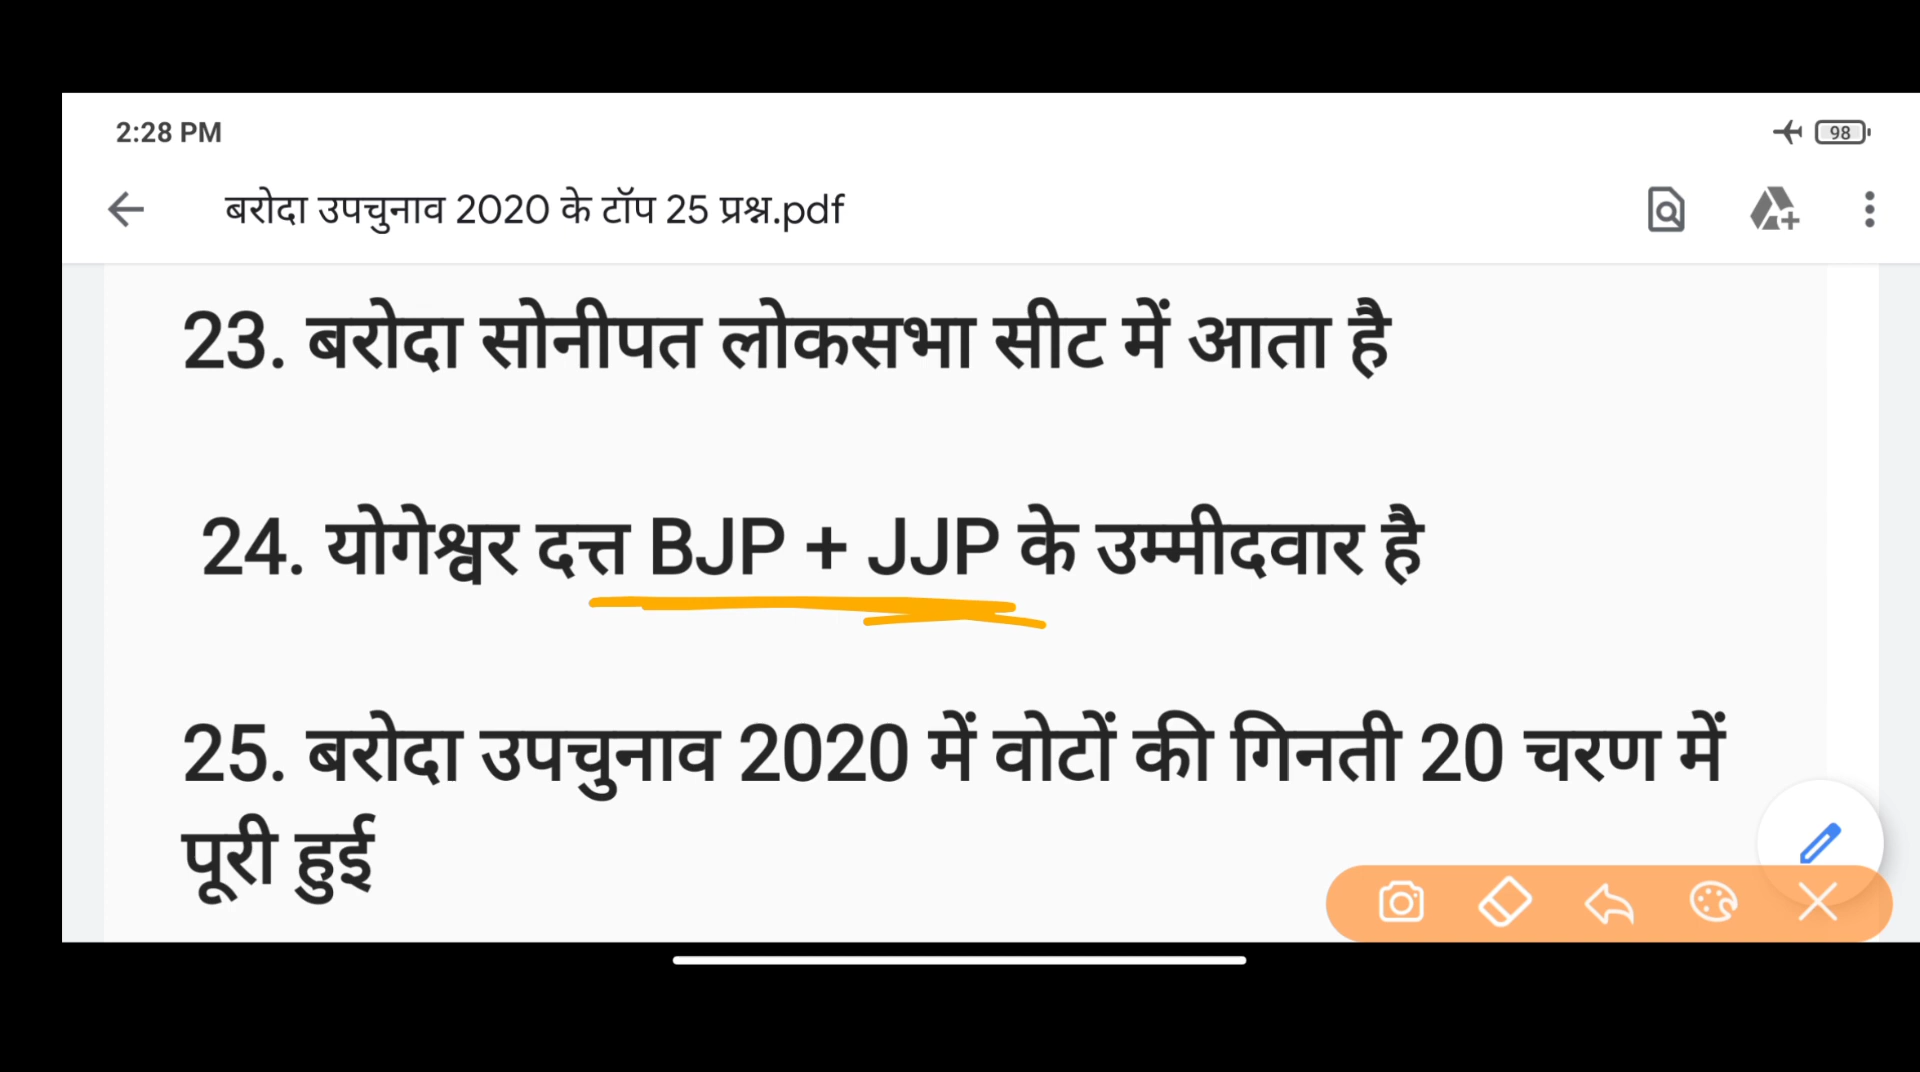 2:28 PM
98
बरोदा उपचुनाव 2020 के टॉप 25 प्रश्न.pdf
23. बरोदा सोनीपत लोकसभा सीट में आता है
24. योगेश्वर दत्त BJP + JJP के उम्मीदवार है
25. बरोदा उपचुनाव 2020 में वोटों की गिनती 20 चरण में
पूरी हुई